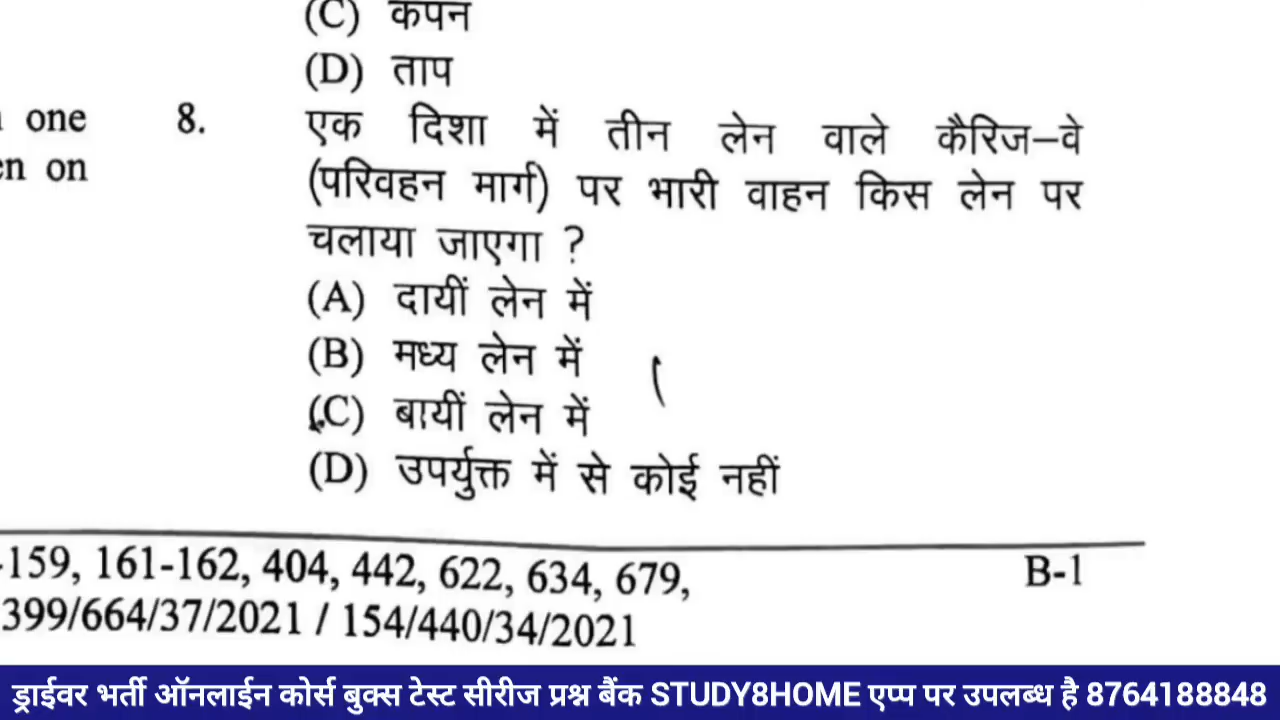 (C) कंपन
(D) ताप
one
en on
8. एक दिशा में तीन लेन वाले कैरिज–वे
(परिवहन मार्ग) पर भारी वाहन किस लेन पर
चलाया जाएगा ?
(A) दायीं लेन में
(B) मध्य लेन में
(C) बायीं लेन में
(D) उपर्युक्त में से कोई नहीं
-159, 161-162, 404, 442, 622, 634, 679,
B-1
399/664/37/2021 / 154/440/34/2021
ड्राईवर भर्ती ऑनलाईन कोर्स बुक्स टेस्ट सीरीज प्रश्न बैंक STUDY8HOME एप्प पर उपलब्ध है 8764188848